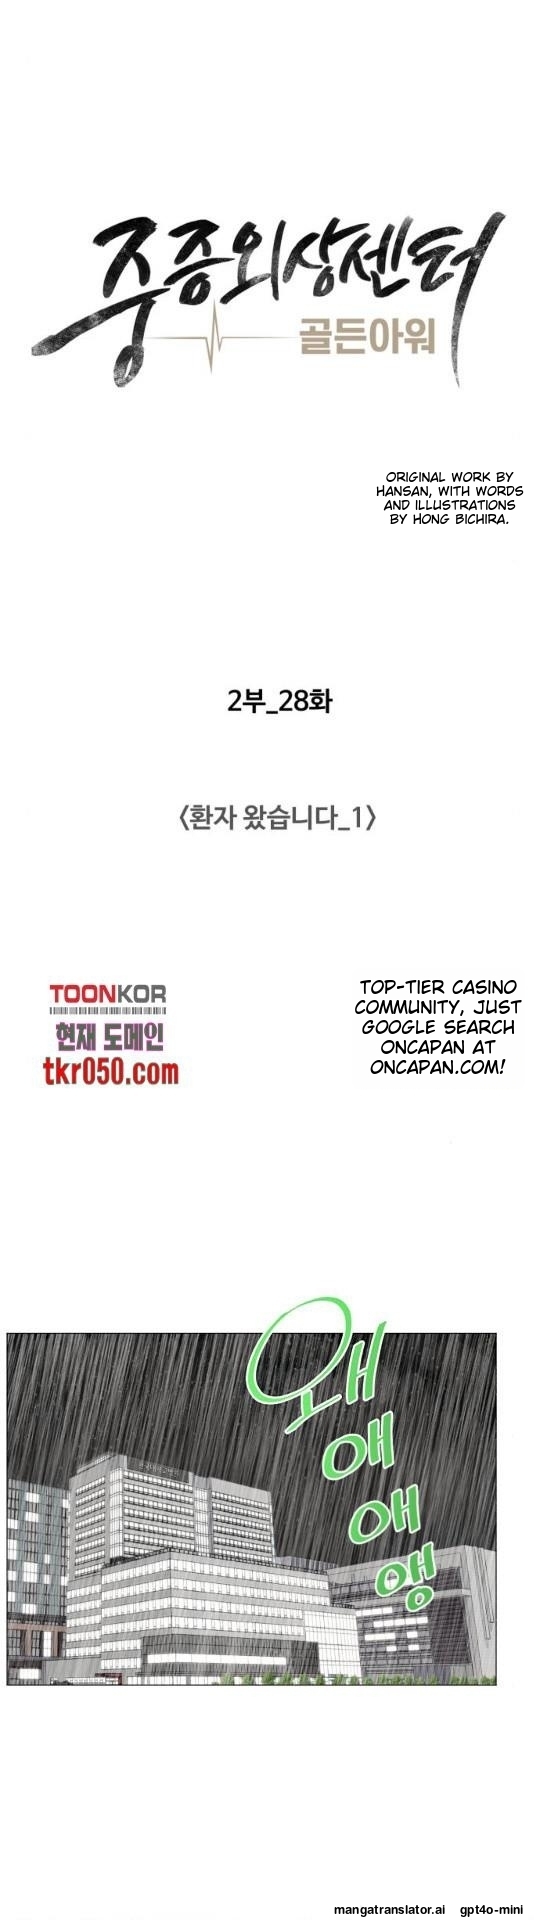 중증외상센터
골든아워
ORIGINAL WORK BY
HANSAN, WITH WORDS
AND ILLUSTRATIONS
BY HONG BICHIRA.
2부_28화
<환자 왔습니다_1>
TOONKOR
현재 도메인
tkr050.com
TOP-TIER CASINO
COMMUNITY, JUST
GOOGLE SEARCH
ONCAPAN AT
ONCAPAN.COM!
왜
애
애
앵
mangatranslator.ai gpt4o-mini